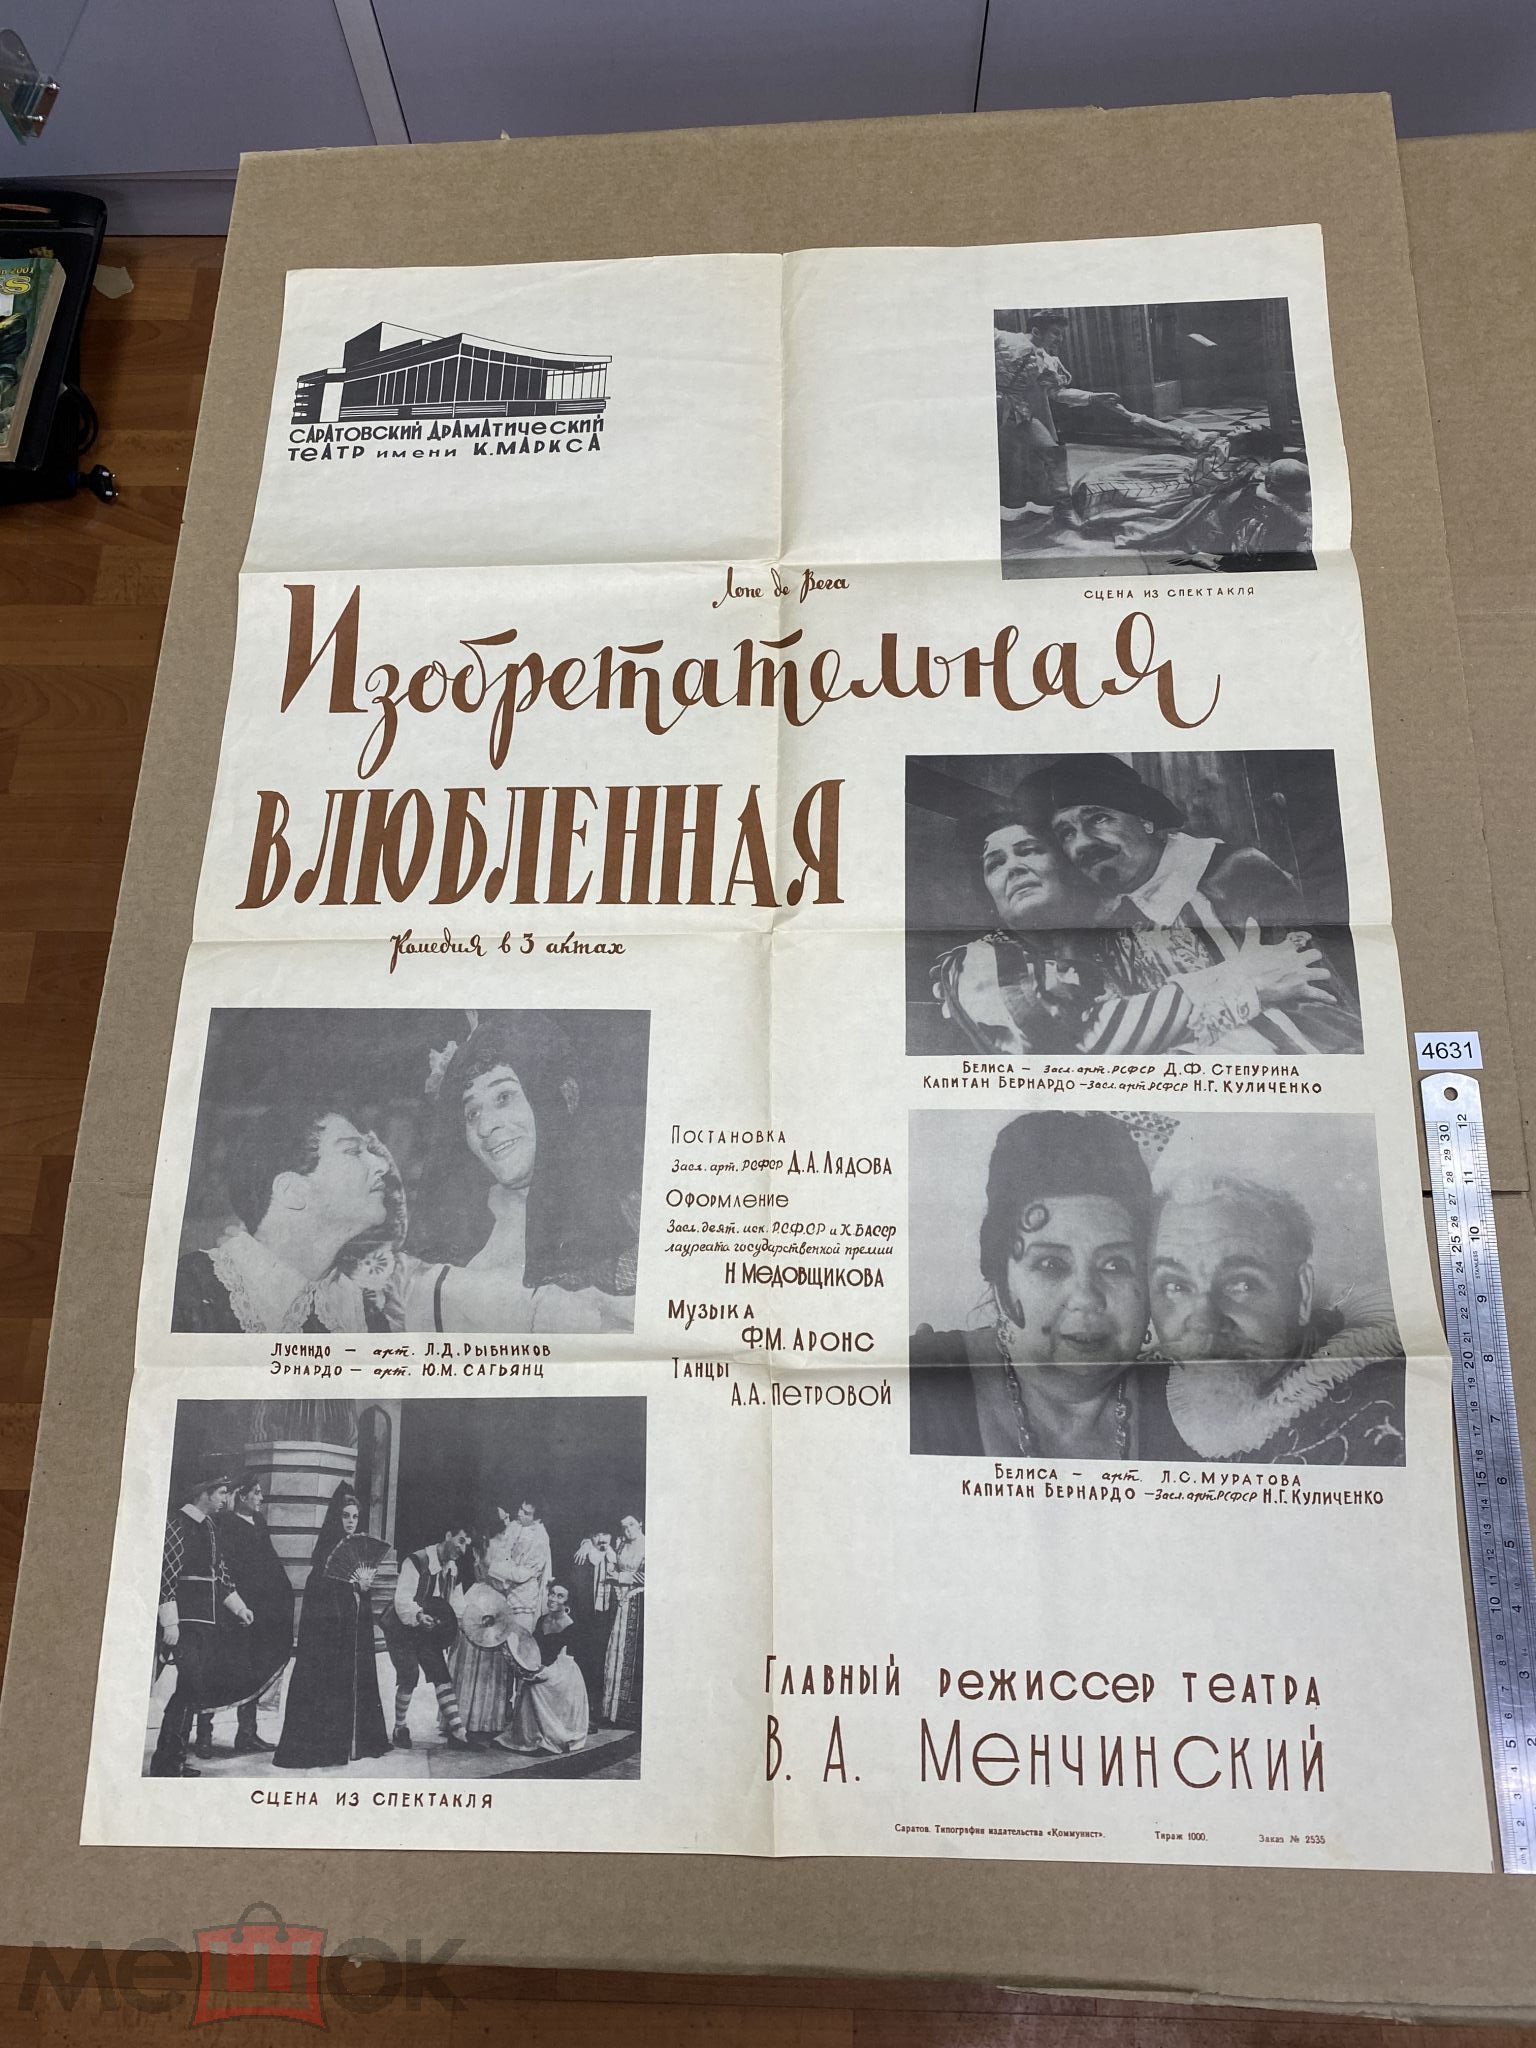 САРАТОВСКИЙ ДРАМАТИЧЕСКИЙ
ТЕАТР ИМЕНИ К. МАРКСА
СЦЕНА ИЗ СПЕКТАКЛЯ
Лопе де Вега
Изобретательная
ВЛЮБЛЕННАЯ
Комедия в 3 актах
БЕЛИСА – засл. арт. РСФСР Д.Ф. СТЕПУРИНА
КАПИТАН БЕРНАРДО – засл. арт. РСФСР Н.Г. КУЛИЧЕНКО
ЛУСИНДО – арт. Л.Д. РЫБНИКОВ
ЭРНАРДО – арт. Ю.М. САГЬЯНЦ
ПОСТАНОВКА
Засл. арт. РСФСР Д.А. ЛЯДОВА
ОФОРМЛЕНИЕ
Засл. деят. иск. РСФСР и К.БАССР
лауреата государственной премии
Н МЕДОВЩИКОВА
МУЗЫКА
Ф.М. АРОНС
ТАНЦЫ
А.А. ПЕТРОВОЙ
БЕЛИСА – арт. Л.С. МУРАТОВА
КАПИТАН БЕРНАРДО – Засл. арт. РСФСР Н.Г. КУЛИЧЕНКО
СЦЕНА ИЗ СПЕКТАКЛЯ
ГЛАВНЫЙ РЕЖИССЕР ТЕАТРА
В. А. МЕНЧИНСКИЙ
Саратов. Типография издательства «Коммунист». Тираж 1000. Заказ № 2535
4631
мешок